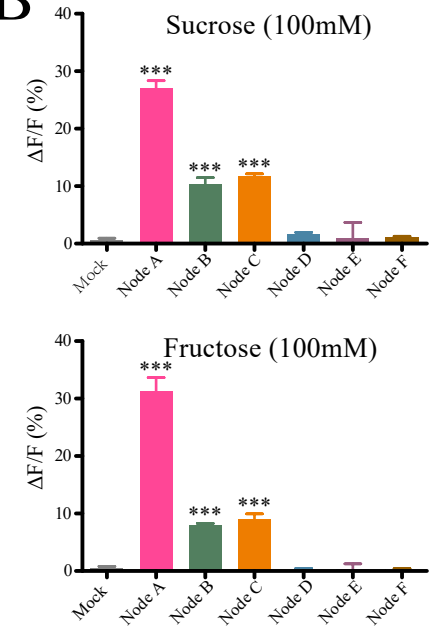 B
Sucrose (100mM)
ΔF/F (%)
40
30
20
10
0
***
***
***
Mock
Node A
Node B
Node C
Node D
Node E
Node F
Fructose (100mM)
ΔF/F (%)
40
30
20
10
0
***
***
***
Mock
Node A
Node B
Node C
Node D
Node E
Node F